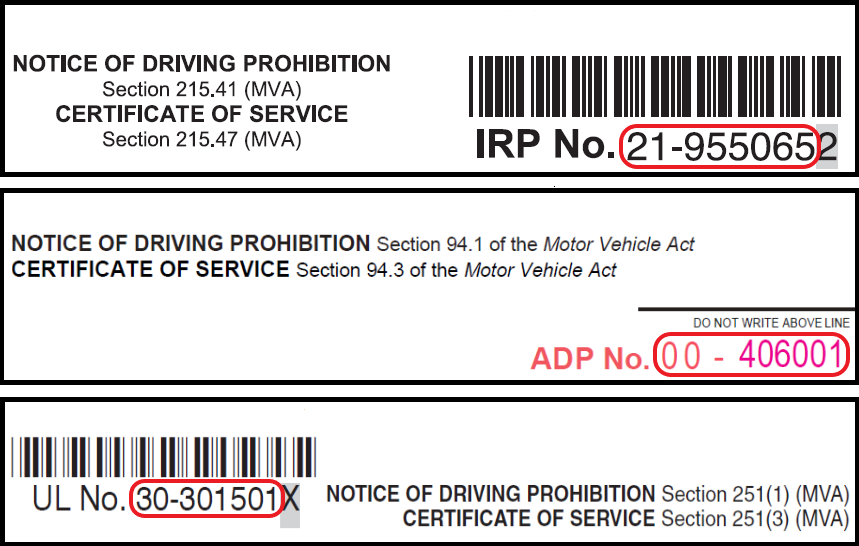 NOTICE OF DRIVING PROHIBITION
Section 215.41 (MVA)
CERTIFICATE OF SERVICE
Section 215.47 (MVA)
IRP No. 21-9550652
NOTICE OF DRIVING PROHIBITION Section 94.1 of the Motor Vehicle Act
CERTIFICATE OF SERVICE Section 94.3 of the Motor Vehicle Act
DO NOT WRITE ABOVE LINE
ADP No. 00 - 406001
UL No. 30-301501X
NOTICE OF DRIVING PROHIBITION Section 251(1) (MVA)
CERTIFICATE OF SERVICE Section 251(3) (MVA)